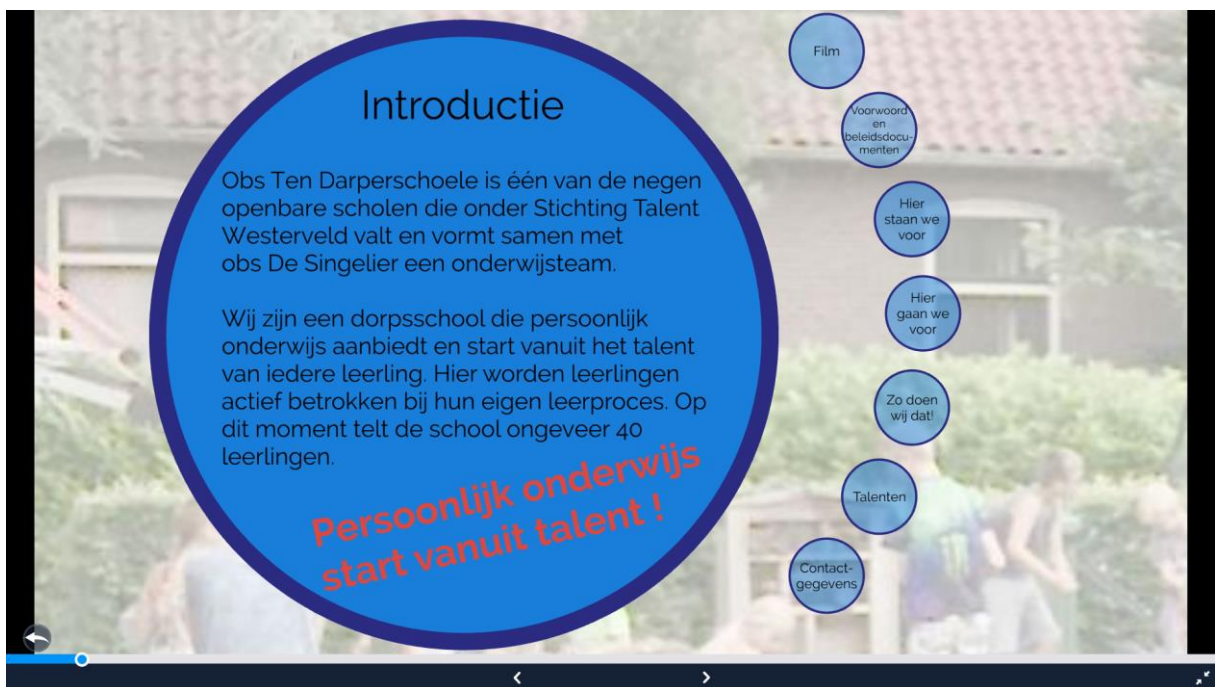 Introductie
Obs Ten Darperschoele is één van de negen
openbare scholen die onder Stichting Talent
Westerveld valt en vormt samen met
obs De Singelier een onderwijsteam.
Wij zijn een dorpsschool die persoonlijk
onderwijs aanbiedt en start vanuit het talent
van iedere leerling. Hier worden leerlingen
actief betrokken bij hun eigen leerproces. Op
dit moment telt de school ongeveer 40
leerlingen.
Persoonlijk onderwijs
start vanuit talent !
Film
Voorwoord
en
beleidsdocu-
menten
Hier
staan we
voor
Hier
gaan we
voor
Zo doen
wij dat!
Talenten
Contact-
gegevens